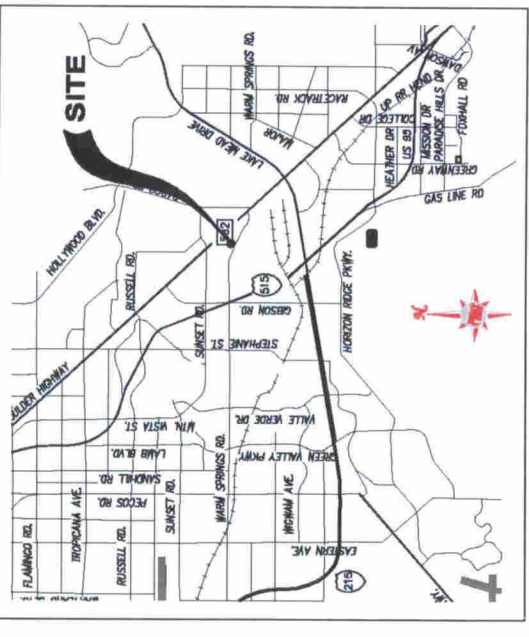 SITE
HOLLYWOOD BLVD.
RUSSELL RD.
SUNSET RD.
582
LAKE MEAD DRIVE
WARM SPRINGS RD.
RACETRACK RD.
MAJOR
UP RR, HEND.
COLLEGE DR
HEATHER DR
US 95
MISSION DR
PARADISE HILLS DR.
FOXHALL RD
GREENWAY RD
GAS LINE RD
DAWSON AV
515
GIBSON RD
STEPHANIE ST.
HORIZON RIDGE PKWY.
BOULDER HIGHWAY
MTN. VISTA ST.
VALLE VERDE DR.
LAMB BLVD.
GREEN VALLEY PKWY.
SANDHILL RD.
PECOS RD.
FLAMINGO RD.
TROPICANA AVE.
RUSSELL RD.
SUNSET RD.
WARM SPRINGS RD.
WIGWAM AVE.
EASTERN AVE.
215